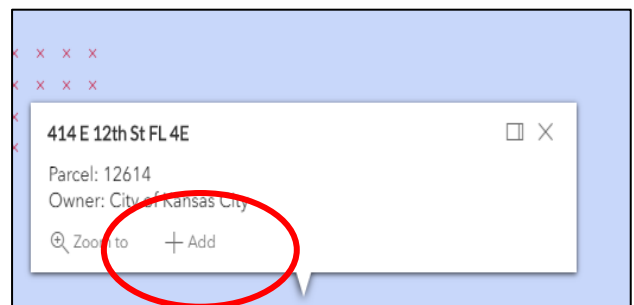 414 E 12th St FL 4E
Parcel: 12614
Owner: City of Kansas City
Zoom to
Add